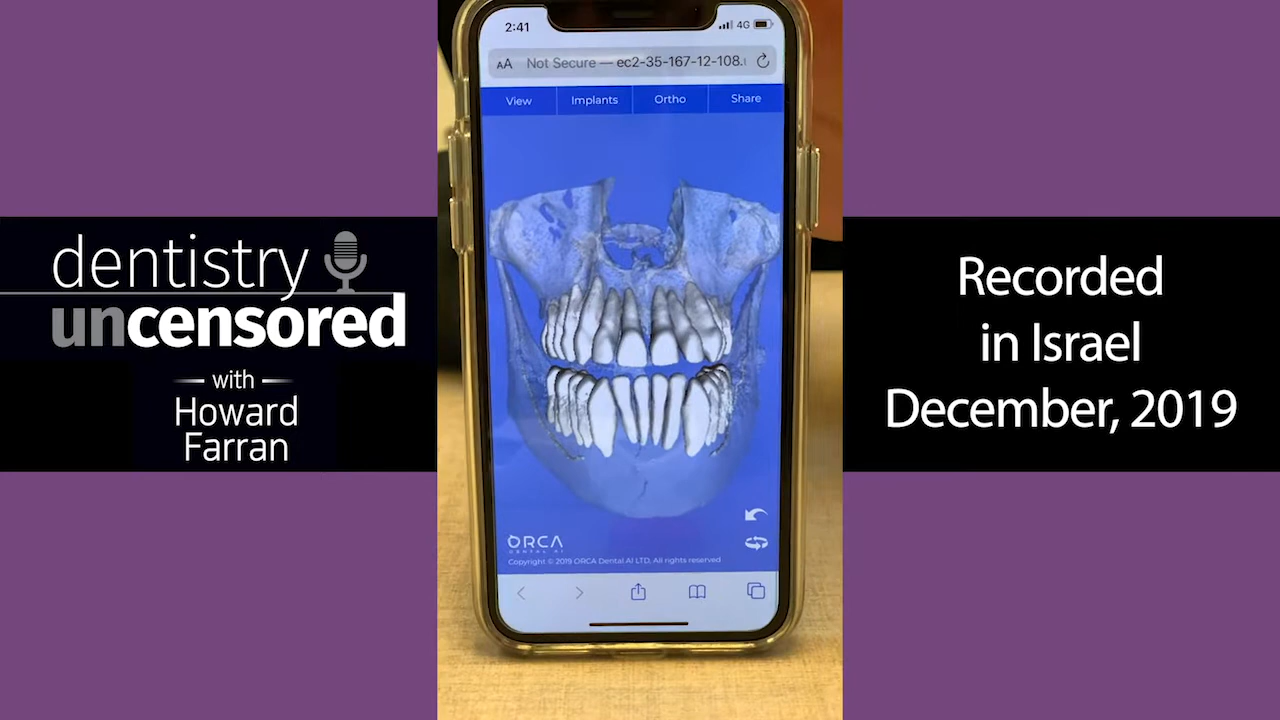 dentistry
uncensored
with
Howard
Farran
2:41
4G
AA Not Secure — ec2-35-167-12-108.
View Implants Ortho Share
ORCA
DENTAL AI
Copyright © 2019 ORCA Dental AI LTD. All rights reserved
Recorded
in Israel
December, 2019